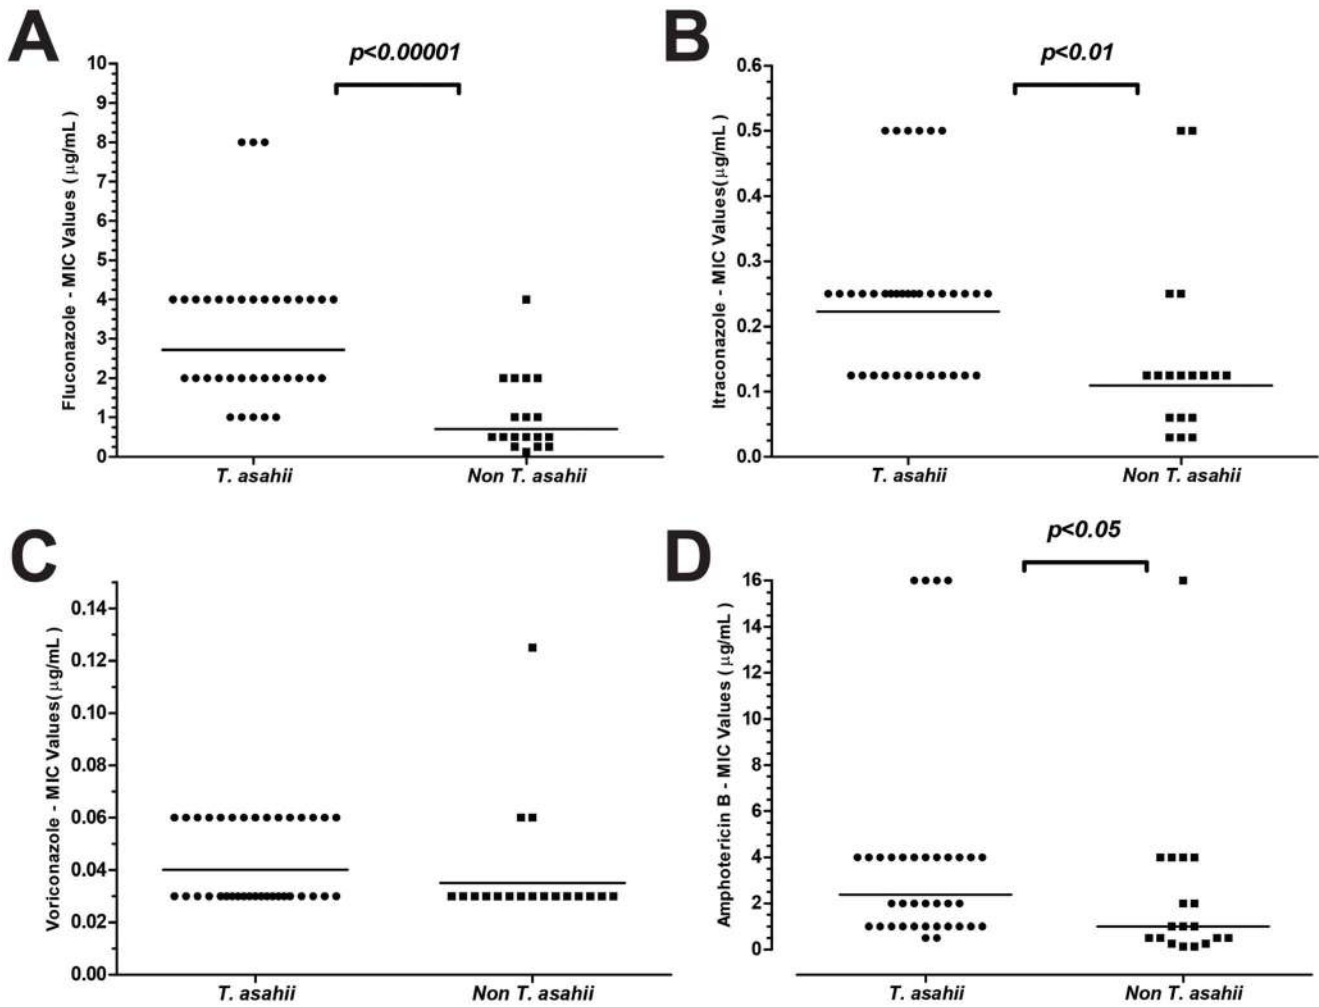 A
p<0.00001
Fluconazole - MIC Values (μg/mL)
10
9
8
7
6
5
4
3
2
1
0
T. asahii
Non T. asahii
B
p<0.01
Itraconazole - MIC Values(μg/mL)
0.6
0.5
0.4
0.3
0.2
0.1
0.0
T. asahii
Non T. asahii
C
Voriconazole - MIC Values(μg/mL)
0.14
0.12
0.10
0.08
0.06
0.04
0.02
0.00
T. asahii
Non T. asahii
D
p<0.05
Amphotericin B - MIC Values (μg/mL)
16
14
12
10
8
6
4
2
0
T. asahii
Non T. asahii